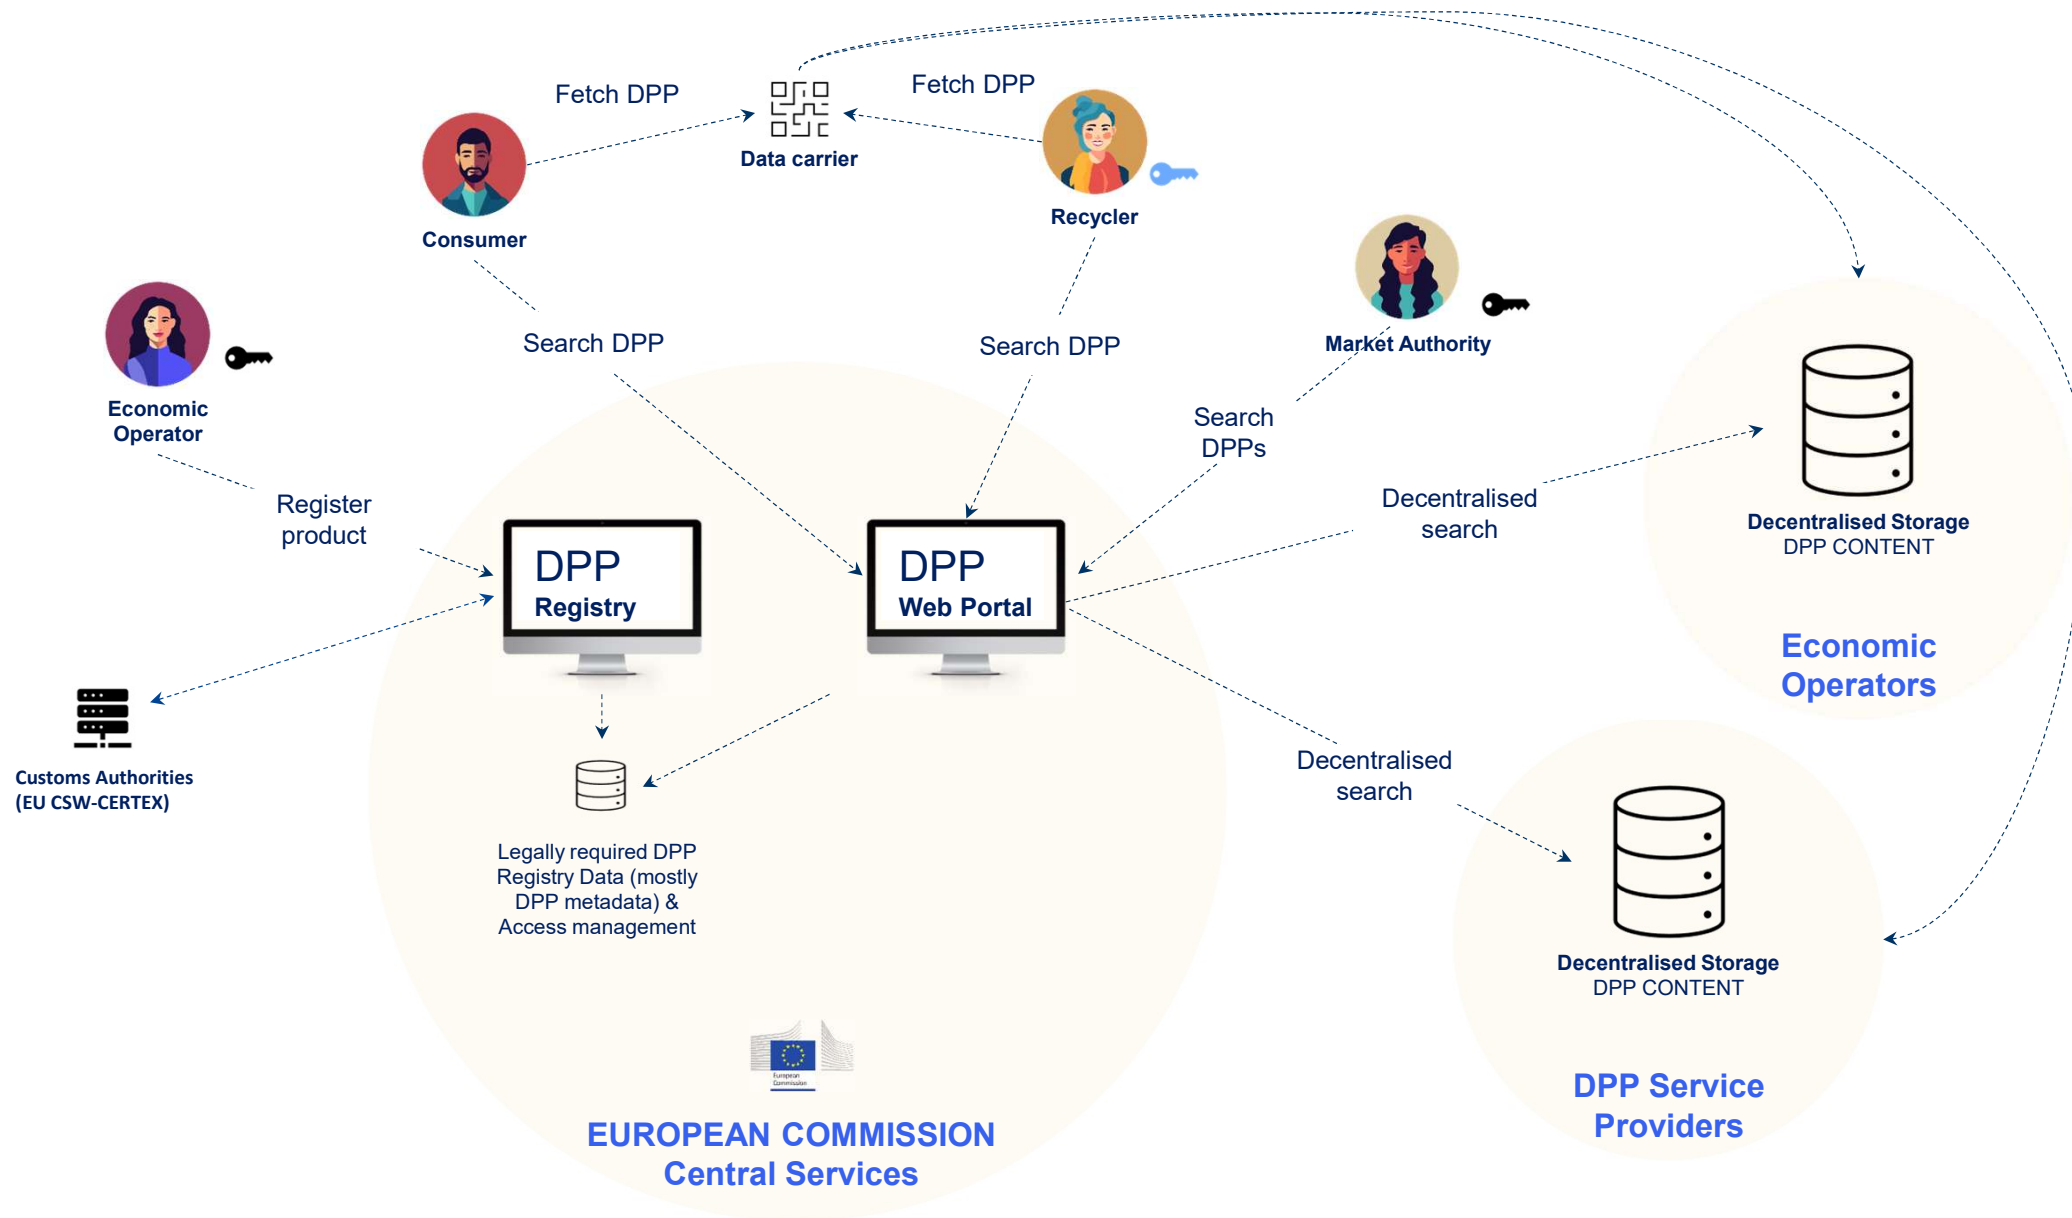 Fetch DPP
Fetch DPP
Data carrier
Recycler
Consumer
Market Authority
Search DPP
Search DPP
Economic
Operator
Search
DPPs
Register
product
Decentralised
search
Decentralised Storage
DPP CONTENT
DPP
Registry
DPP
Web Portal
Economic
Operators
Customs Authorities
(EU CSW-CERTEX)
Decentralised
search
Legally required DPP
Registry Data (mostly
DPP metadata) &
Access management
Decentralised Storage
DPP CONTENT
European
Commission
EUROPEAN COMMISSION
Central Services
DPP Service
Providers